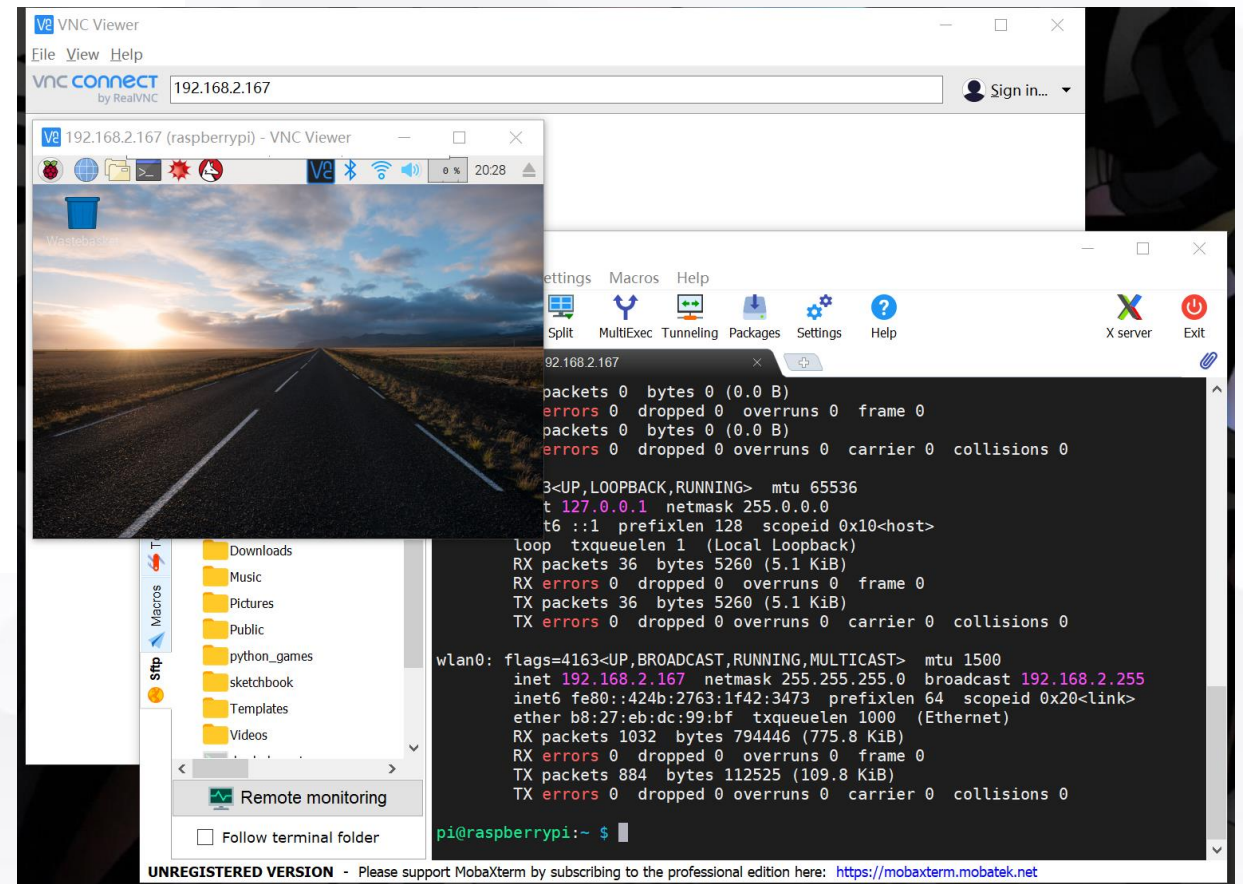 VNC Viewer
File View Help
vnc connect
by RealVNC
192.168.2.167
Sign in...
192.168.2.167 (raspberrypi) - VNC Viewer
0 % 20:28
Wastebasket
ettings Macros Help
Split MultiExec Tunneling Packages Settings Help X server Exit
92.168.2.167
packets 0 bytes 0 (0.0 B)
errors 0 dropped 0 overruns 0 frame 0
packets 0 bytes 0 (0.0 B)
errors 0 dropped 0 overruns 0 carrier 0 collisions 0
3<UP,LOOPBACK,RUNNING> mtu 65536
t 127.0.0.1 netmask 255.0.0.0
et6 ::1 prefixlen 128 scopeid 0x10<host>
loop txqueuelen 1 (Local Loopback)
RX packets 36 bytes 5260 (5.1 KiB)
RX errors 0 dropped 0 overruns 0 frame 0
TX packets 36 bytes 5260 (5.1 KiB)
TX errors 0 dropped 0 overruns 0 carrier 0 collisions 0
wlan0: flags=4163<UP,BROADCAST,RUNNING,MULTICAST> mtu 1500
inet 192.168.2.167 netmask 255.255.255.0 broadcast 192.168.2.255
inet6 fe80::424b:2763:1f42:3473 prefixlen 64 scopeid 0x20<link>
ether b8:27:eb:dc:99:bf txqueuelen 1000 (Ethernet)
RX packets 1032 bytes 794446 (775.8 KiB)
RX errors 0 dropped 0 overruns 0 frame 0
TX packets 884 bytes 112525 (109.8 KiB)
TX errors 0 dropped 0 overruns 0 carrier 0 collisions 0
pi@raspberrypi:~ $
Macros
Sftp
Downloads
Music
Pictures
Public
python_games
sketchbook
Templates
Videos
Remote monitoring
Follow terminal folder
UNREGISTERED VERSION - Please support MobaXterm by subscribing to the professional edition here: https://mobaxterm.mobatek.net